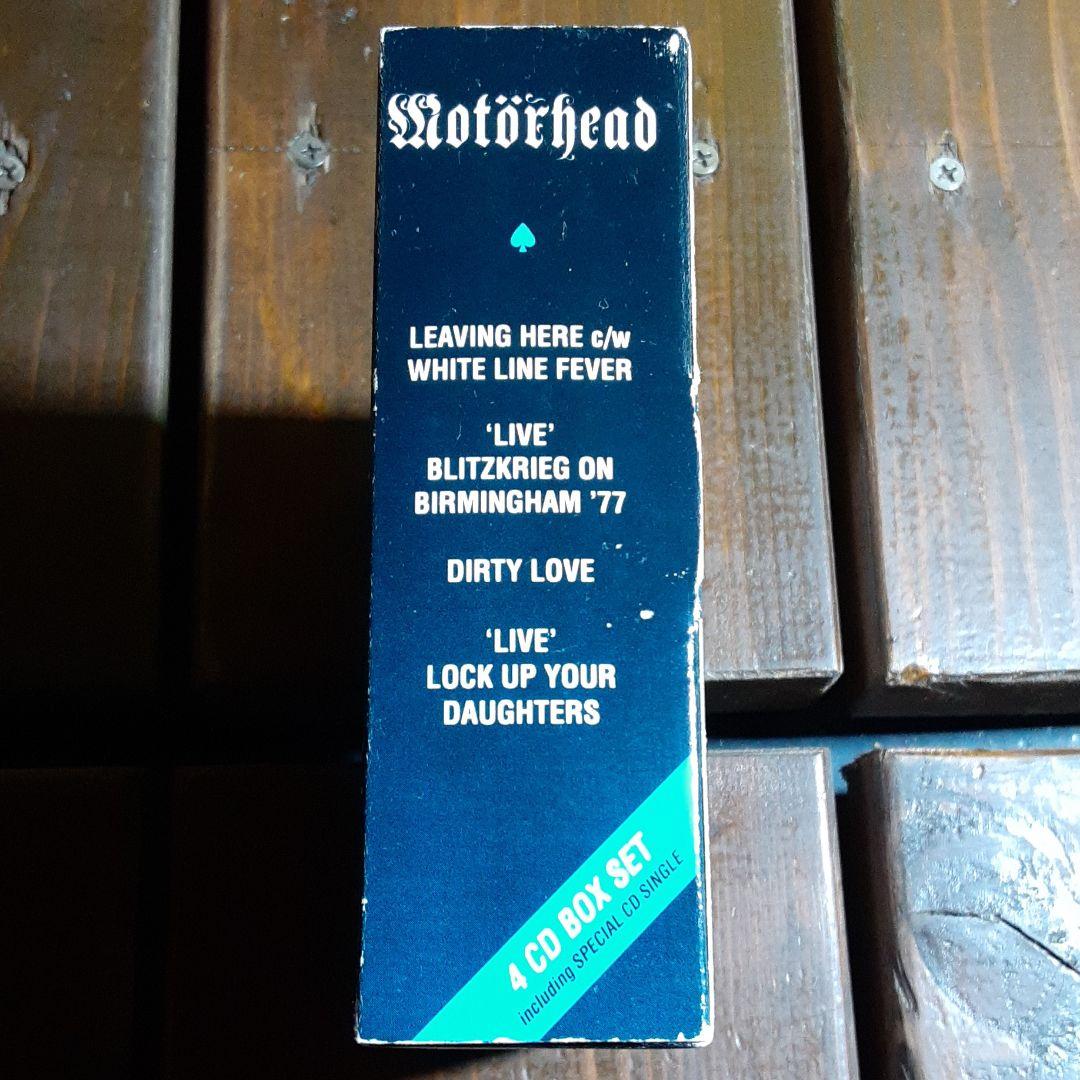 Motörhead
LEAVING HERE c/w
WHITE LINE FEVER
‘LIVE’
BLITZKRIEG ON
BIRMINGHAM ’77
DIRTY LOVE
‘LIVE’
LOCK UP YOUR
DAUGHTERS
4 CD BOX SET
including SPECIAL CD SINGLE